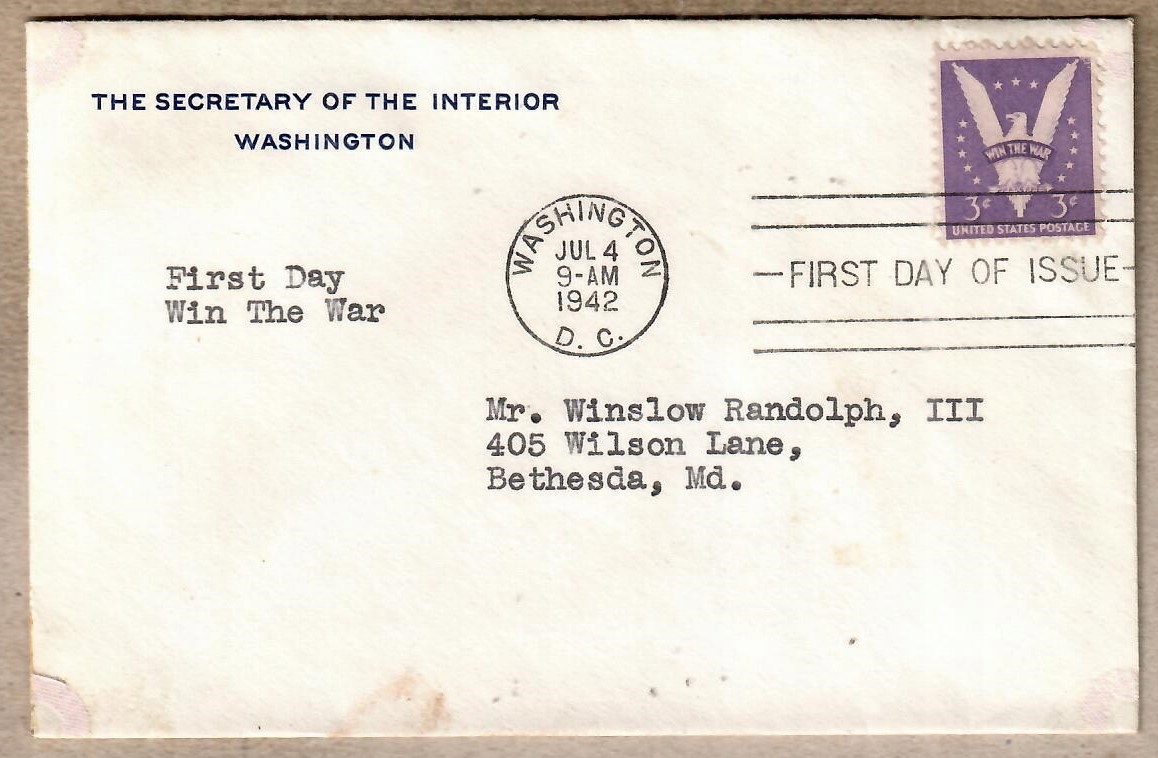 THE SECRETARY OF THE INTERIOR
WASHINGTON
WIN THE WAR
3¢ 3¢
UNITED STATES POSTAGE
WASHINGTON
JUL 4
9-AM
1942
D. C.
—FIRST DAY OF ISSUE—
First Day
Win The War
Mr. Winslow Randolph, III
405 Wilson Lane,
Bethesda, Md.